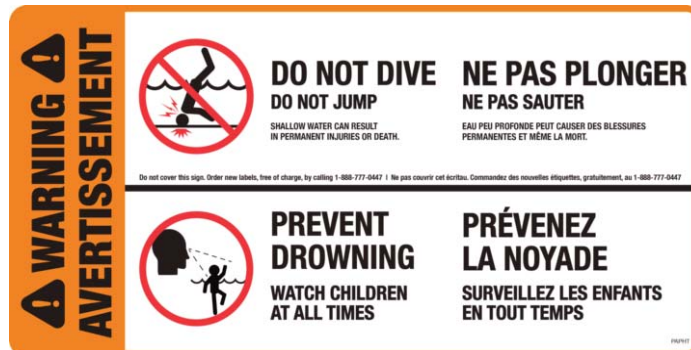 WARNING
AVERTISSEMENT
DO NOT DIVE
DO NOT JUMP
SHALLOW WATER CAN RESULT
IN PERMANENT INJURIES OR DEATH.
NE PAS PLONGER
NE PAS SAUTER
EAU PEU PROFONDE PEUT CAUSER DES BLESSURES
PERMANENTES ET MÊME LA MORT.
Do not cover this sign. Order new labels, free of charge, by calling 1-888-777-0447 I Ne pas couvrir cet écritau. Commandez des nouvelles étiquettes, gratuitement, au 1-888-777-0447
PREVENT
DROWNING
WATCH CHILDREN
AT ALL TIMES
PRÉVENEZ
LA NOYADE
SURVEILLEZ LES ENFANTS
EN TOUT TEMPS